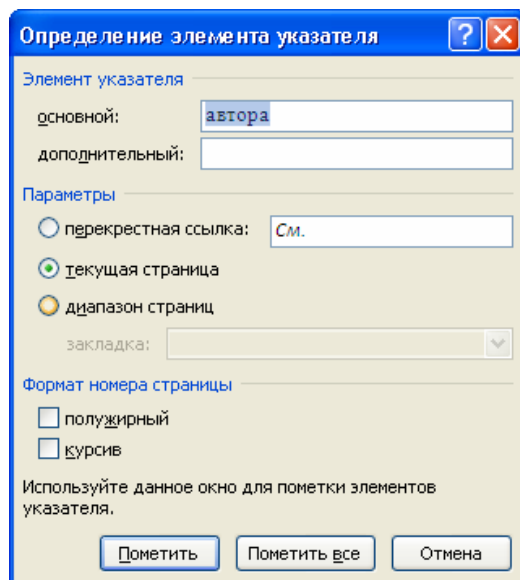 Определение элемента указателя
Элемент указателя
основной: автора
дополнительный:
Параметры
перекрестная ссылка: См.
текущая страница
диапазон страниц
закладка:
Формат номера страницы
полужирный
курсив
Используйте данное окно для пометки элементов
указателя.
Пометить Пометить все Отмена